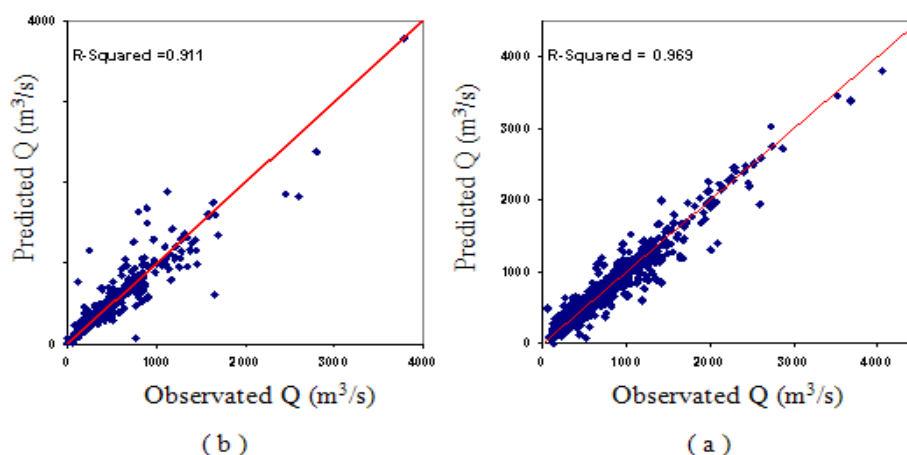 4000
R-Squared =0.911
Predicted Q (m³/s)
0
0
1000
2000
3000
4000
Observated Q (m³/s)
( b )
R-Squared = 0.969
4000
3000
2000
1000
0
Predicted Q (m³/s)
0
1000
2000
3000
4000
Observated Q (m³/s)
( a )